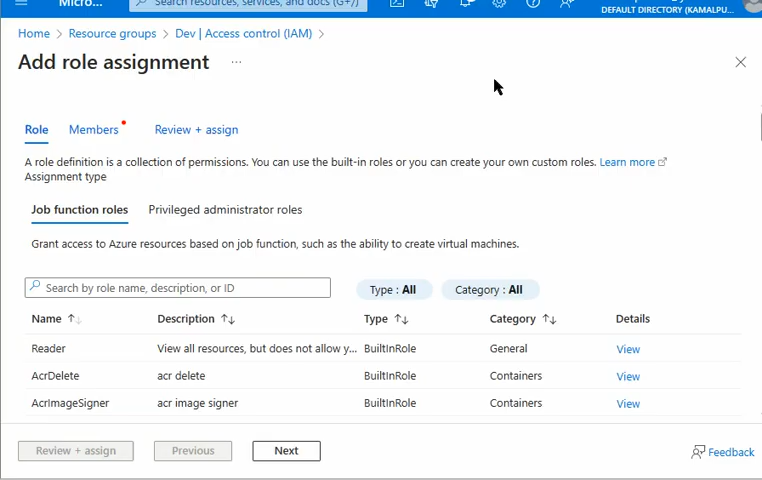 Micro...
Search resources, services, and docs (G+/)
DEFAULT DIRECTORY (KAMALPU...
Home > Resource groups > Dev | Access control (IAM) >
Add role assignment ...
Role Members Review + assign
A role definition is a collection of permissions. You can use the built-in roles or you can create your own custom roles. Learn more
Assignment type
Job function roles Privileged administrator roles
Grant access to Azure resources based on job function, such as the ability to create virtual machines.
Search by role name, description, or ID Type : All Category : All
Name ↑↓ Description ↑↓ Type ↑↓ Category ↑↓ Details
Reader View all resources, but does not allow y... BuiltInRole General View
AcrDelete acr delete BuiltInRole Containers View
AcrImageSigner acr image signer BuiltInRole Containers View
Review + assign Previous Next Feedback